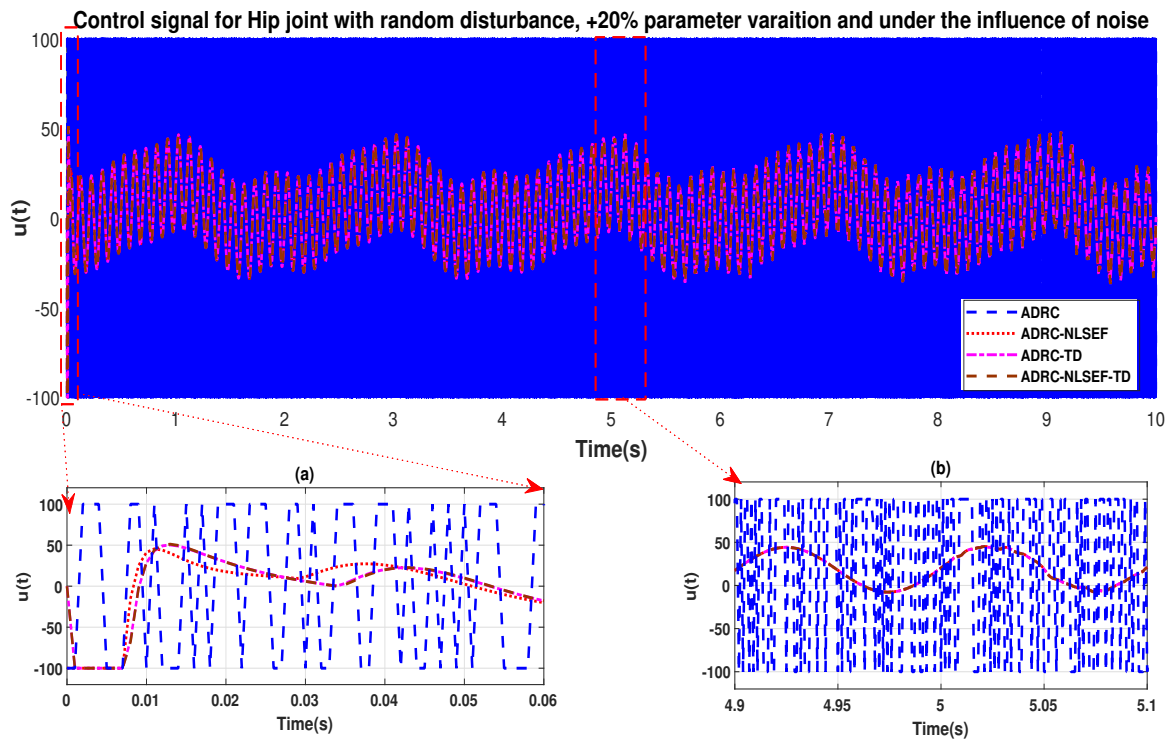 Control signal for Hip joint with random disturbance, +20% parameter varaition and under the influence of noise
100
50
0
-50
-100
u(t)
0 1 2 3 4 5 6 7 8 9 10
Time(s)
ADRC
ADRC-NLSEF
ADRC-TD
ADRC-NLSEF-TD
(a)
100
50
0
-50
-100
u(t)
0 0.01 0.02 0.03 0.04 0.05 0.06
Time(s)
(b)
100
50
0
-50
-100
u(t)
4.9 4.95 5 5.05 5.1
Time(s)